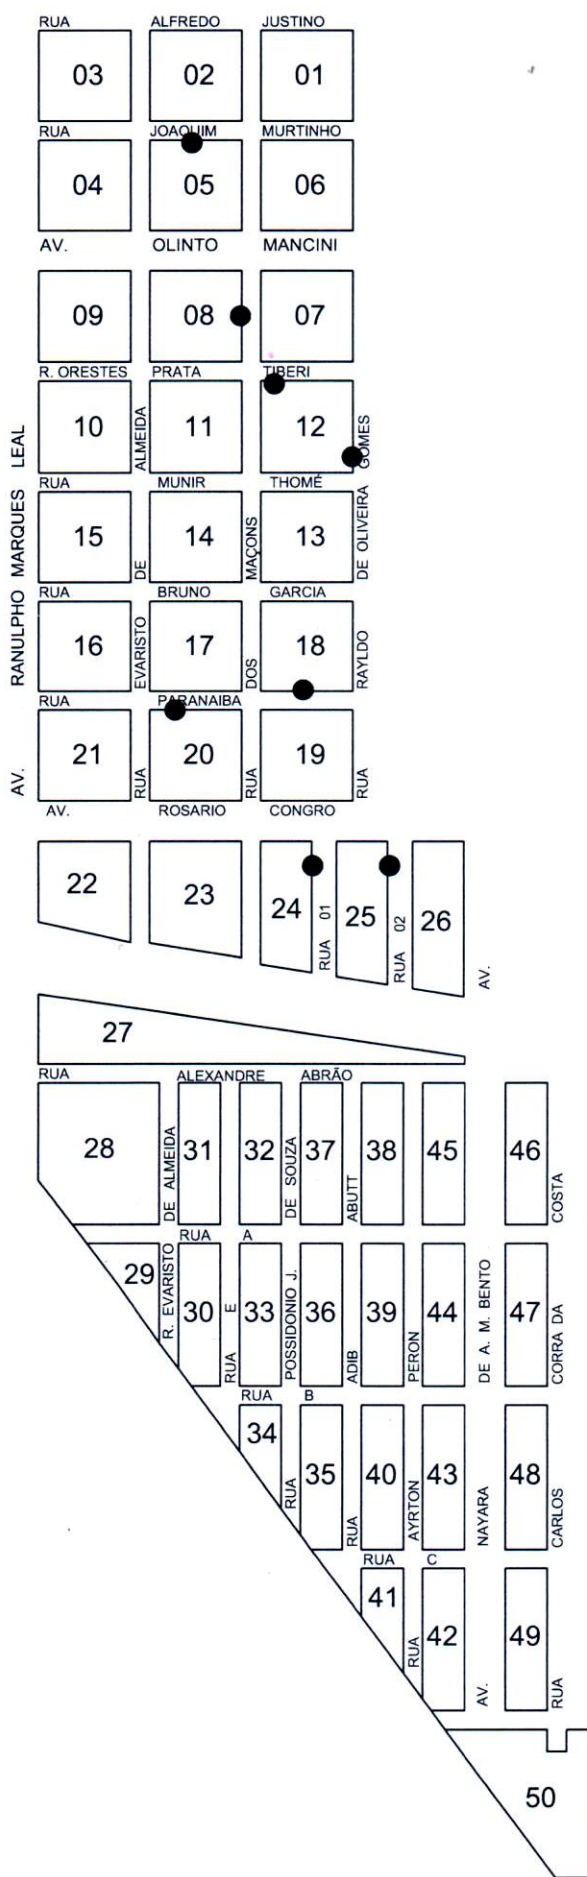 RUA ALFREDO JUSTINO
03 02 01
RUA JOAQUIM MURTINHO
04 05 06
AV. OLINTO MANCINI
09 08 07
R. ORESTES PRATA TIBERI
10 11 12
RUA MUNIR THOMÉ
15 14 13
RUA BRUNO GARCIA
16 17 18
RUA PARANAIBA
21 20 19
AV. ROSARIO CONGRO
AV. RANULPHO MARQUES LEAL
RUA EVARISTO DE ALMEIDA
RUA DOS MAÇONS
RUA RAYLDO DE OLIVEIRA GOMES
22 23 24 25 26
RUA 01
RUA 02
27
RUA ALEXANDRE ABRÃO
28 31 32 37 38 45 46
RUA A
29 30 33 36 39 44 47
RUA B
34 35 40 43 48
RUA C
41 42 49
50
R. EVARISTO DE ALMEIDA
RUA E
RUA POSSIDONIO J. DE SOUZA
RUA ADIB ABUTT
RUA AYRTON PERON
AV. NAYARA DE A. M. BENTO AV.
RUA CARLOS CORRA DA COSTA